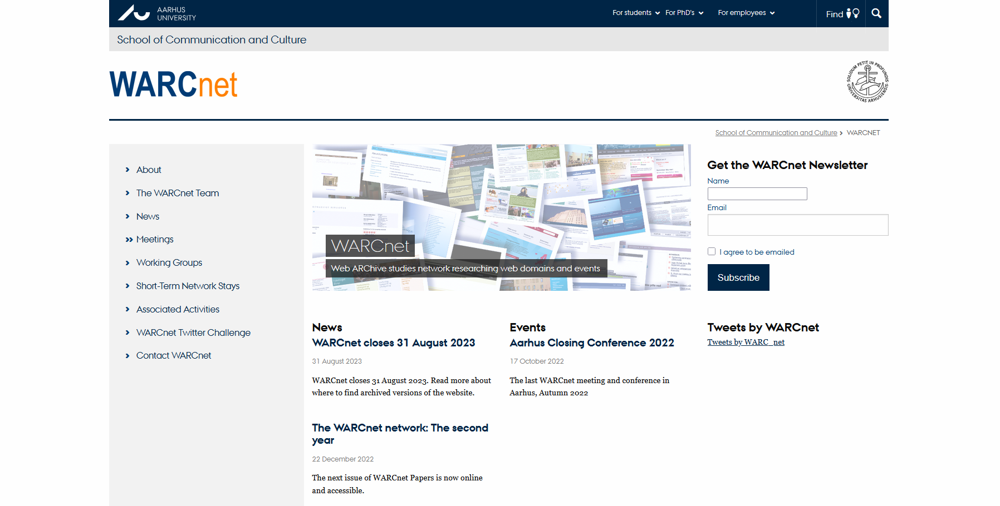 AARHUS
UNIVERSITY
For students
For PhD's
For employees
Find
School of Communication and Culture
WARCnet
SOLIDUM PETIT IN PROFUNDIS
UNIVERSITAS ARHUSIENSIS
School of Communication and Culture
WARCNET
About
The WARCnet Team
News
Meetings
Working Groups
Short-Term Network Stays
Associated Activities
WARCnet Twitter Challenge
Contact WARCnet
WARCnet
Web ARChive studies network researching web domains and events
Get the WARCnet Newsletter
Name
Email
I agree to be emailed
Subscribe
News
WARCnet closes 31 August 2023
31 August 2023
WARCnet closes 31 August 2023. Read more about
where to find archived versions of the website.
The WARCnet network: The second
year
22 December 2022
The next issue of WARCnet Papers is now online
and accessible.
Events
Aarhus Closing Conference 2022
17 October 2022
The last WARCnet meeting and conference in
Aarhus, Autumn 2022
Tweets by WARCnet
Tweets by WARC_net